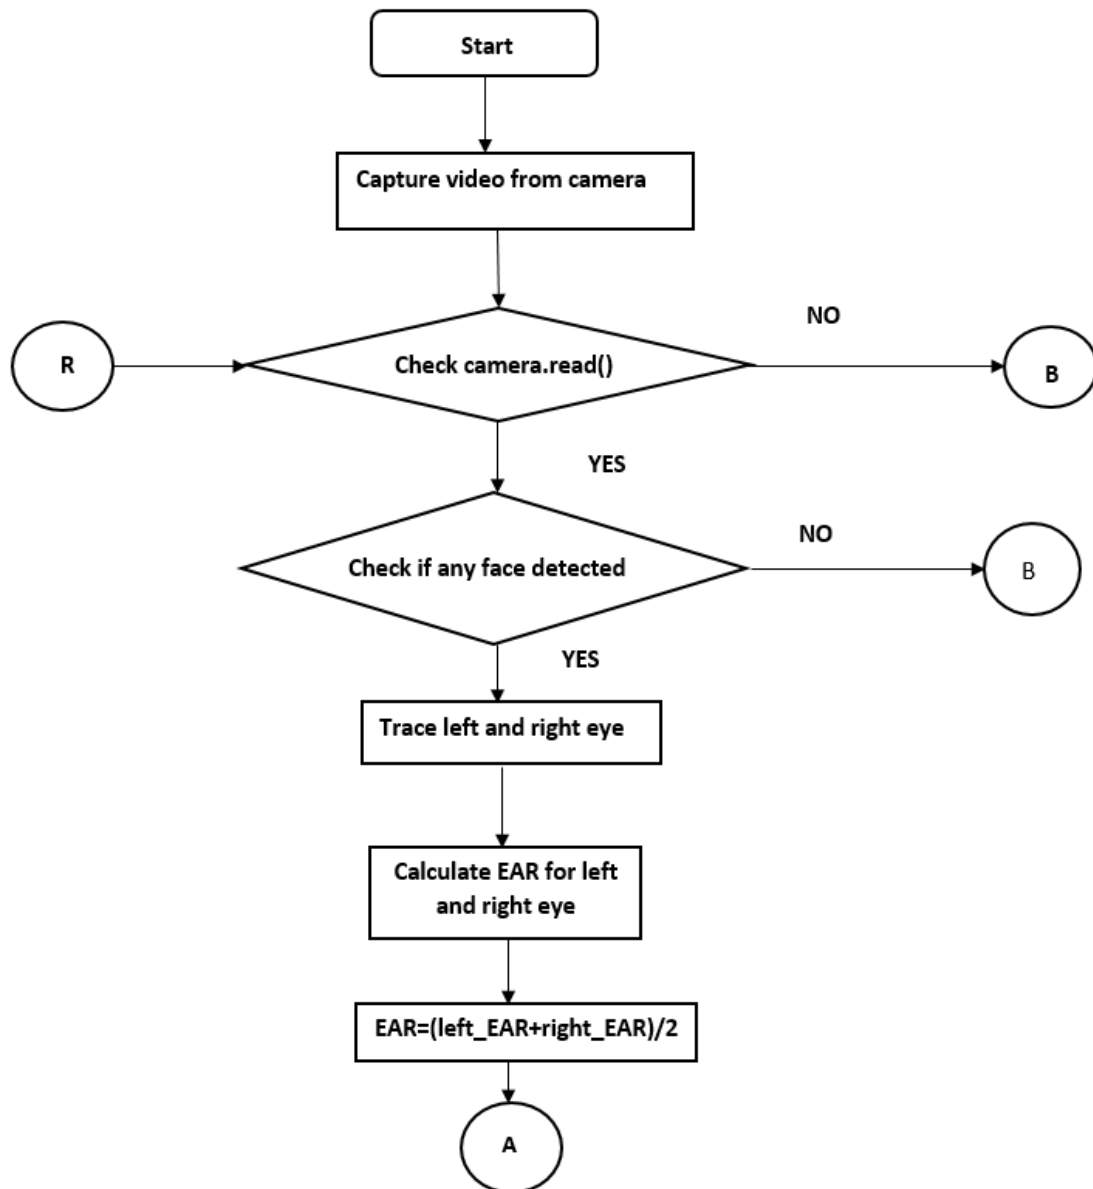 Start
Capture video from camera
NO
R
Check camera.read()
B
YES
NO
Check if any face detected
B
YES
Trace left and right eye
Calculate EAR for left
and right eye
EAR=(left_EAR+right_EAR)/2
A